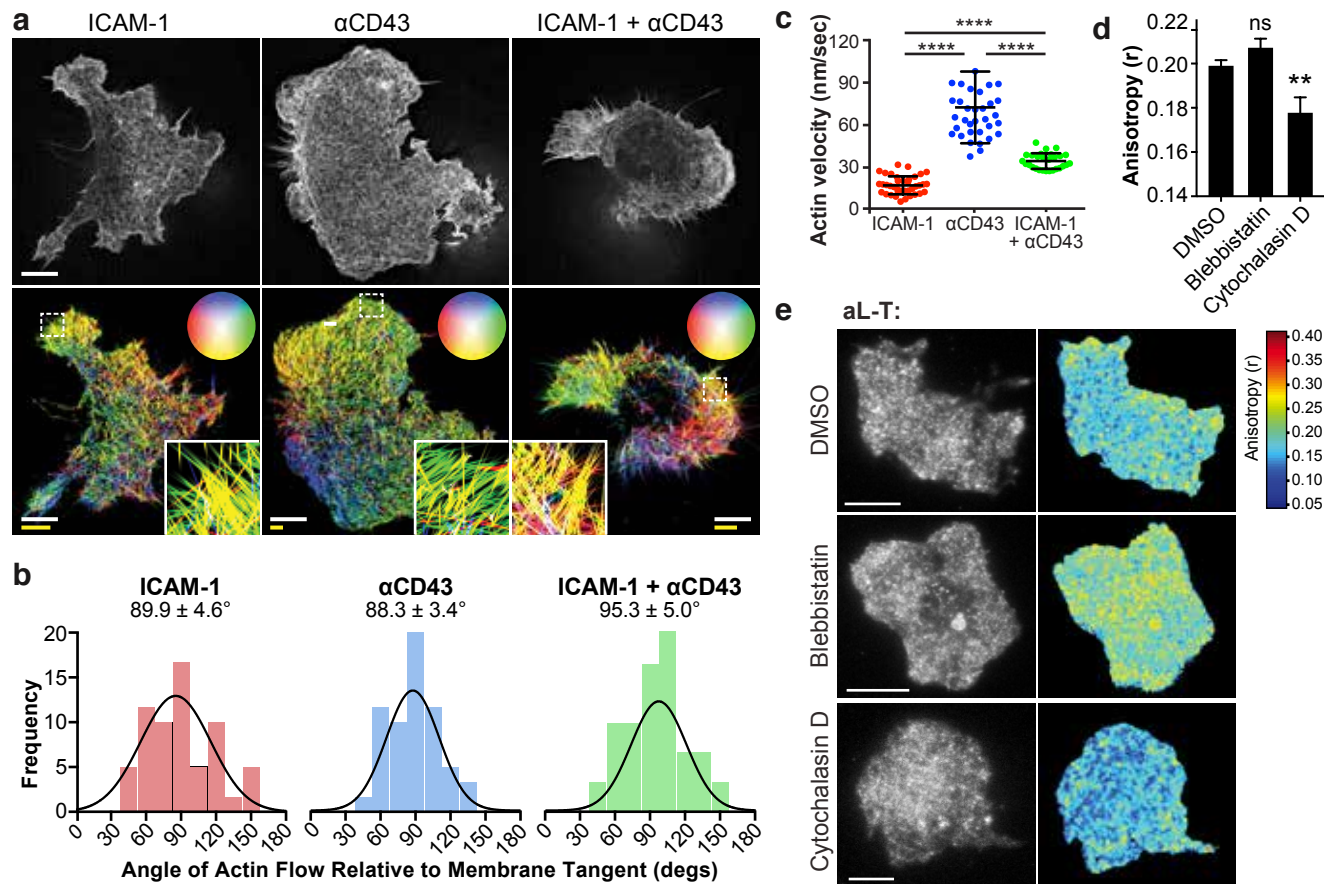 a
ICAM-1
αCD43
ICAM-1 + αCD43
b
ICAM-1
89.9 ± 4.6°
αCD43
88.3 ± 3.4°
ICAM-1 + αCD43
95.3 ± 5.0°
Frequency
20
15
10
5
0
0 30 60 90 120 150 180
0 30 60 90 120 150 180
0 30 60 90 120 150 180
Angle of Actin Flow Relative to Membrane Tangent (degs)
c
Actin velocity (nm/sec)
120
90
60
30
0
****
**** ****
ICAM-1
αCD43
ICAM-1
+ αCD43
d
Anisotropy (r)
0.22
0.20
0.18
0.16
0.14
ns
**
DMSO
Blebbistatin
Cytochalasin D
e
aL-T:
DMSO
Blebbistatin
Cytochalasin D
Anisotropy (r)
0.40
0.35
0.30
0.25
0.20
0.15
0.10
0.05